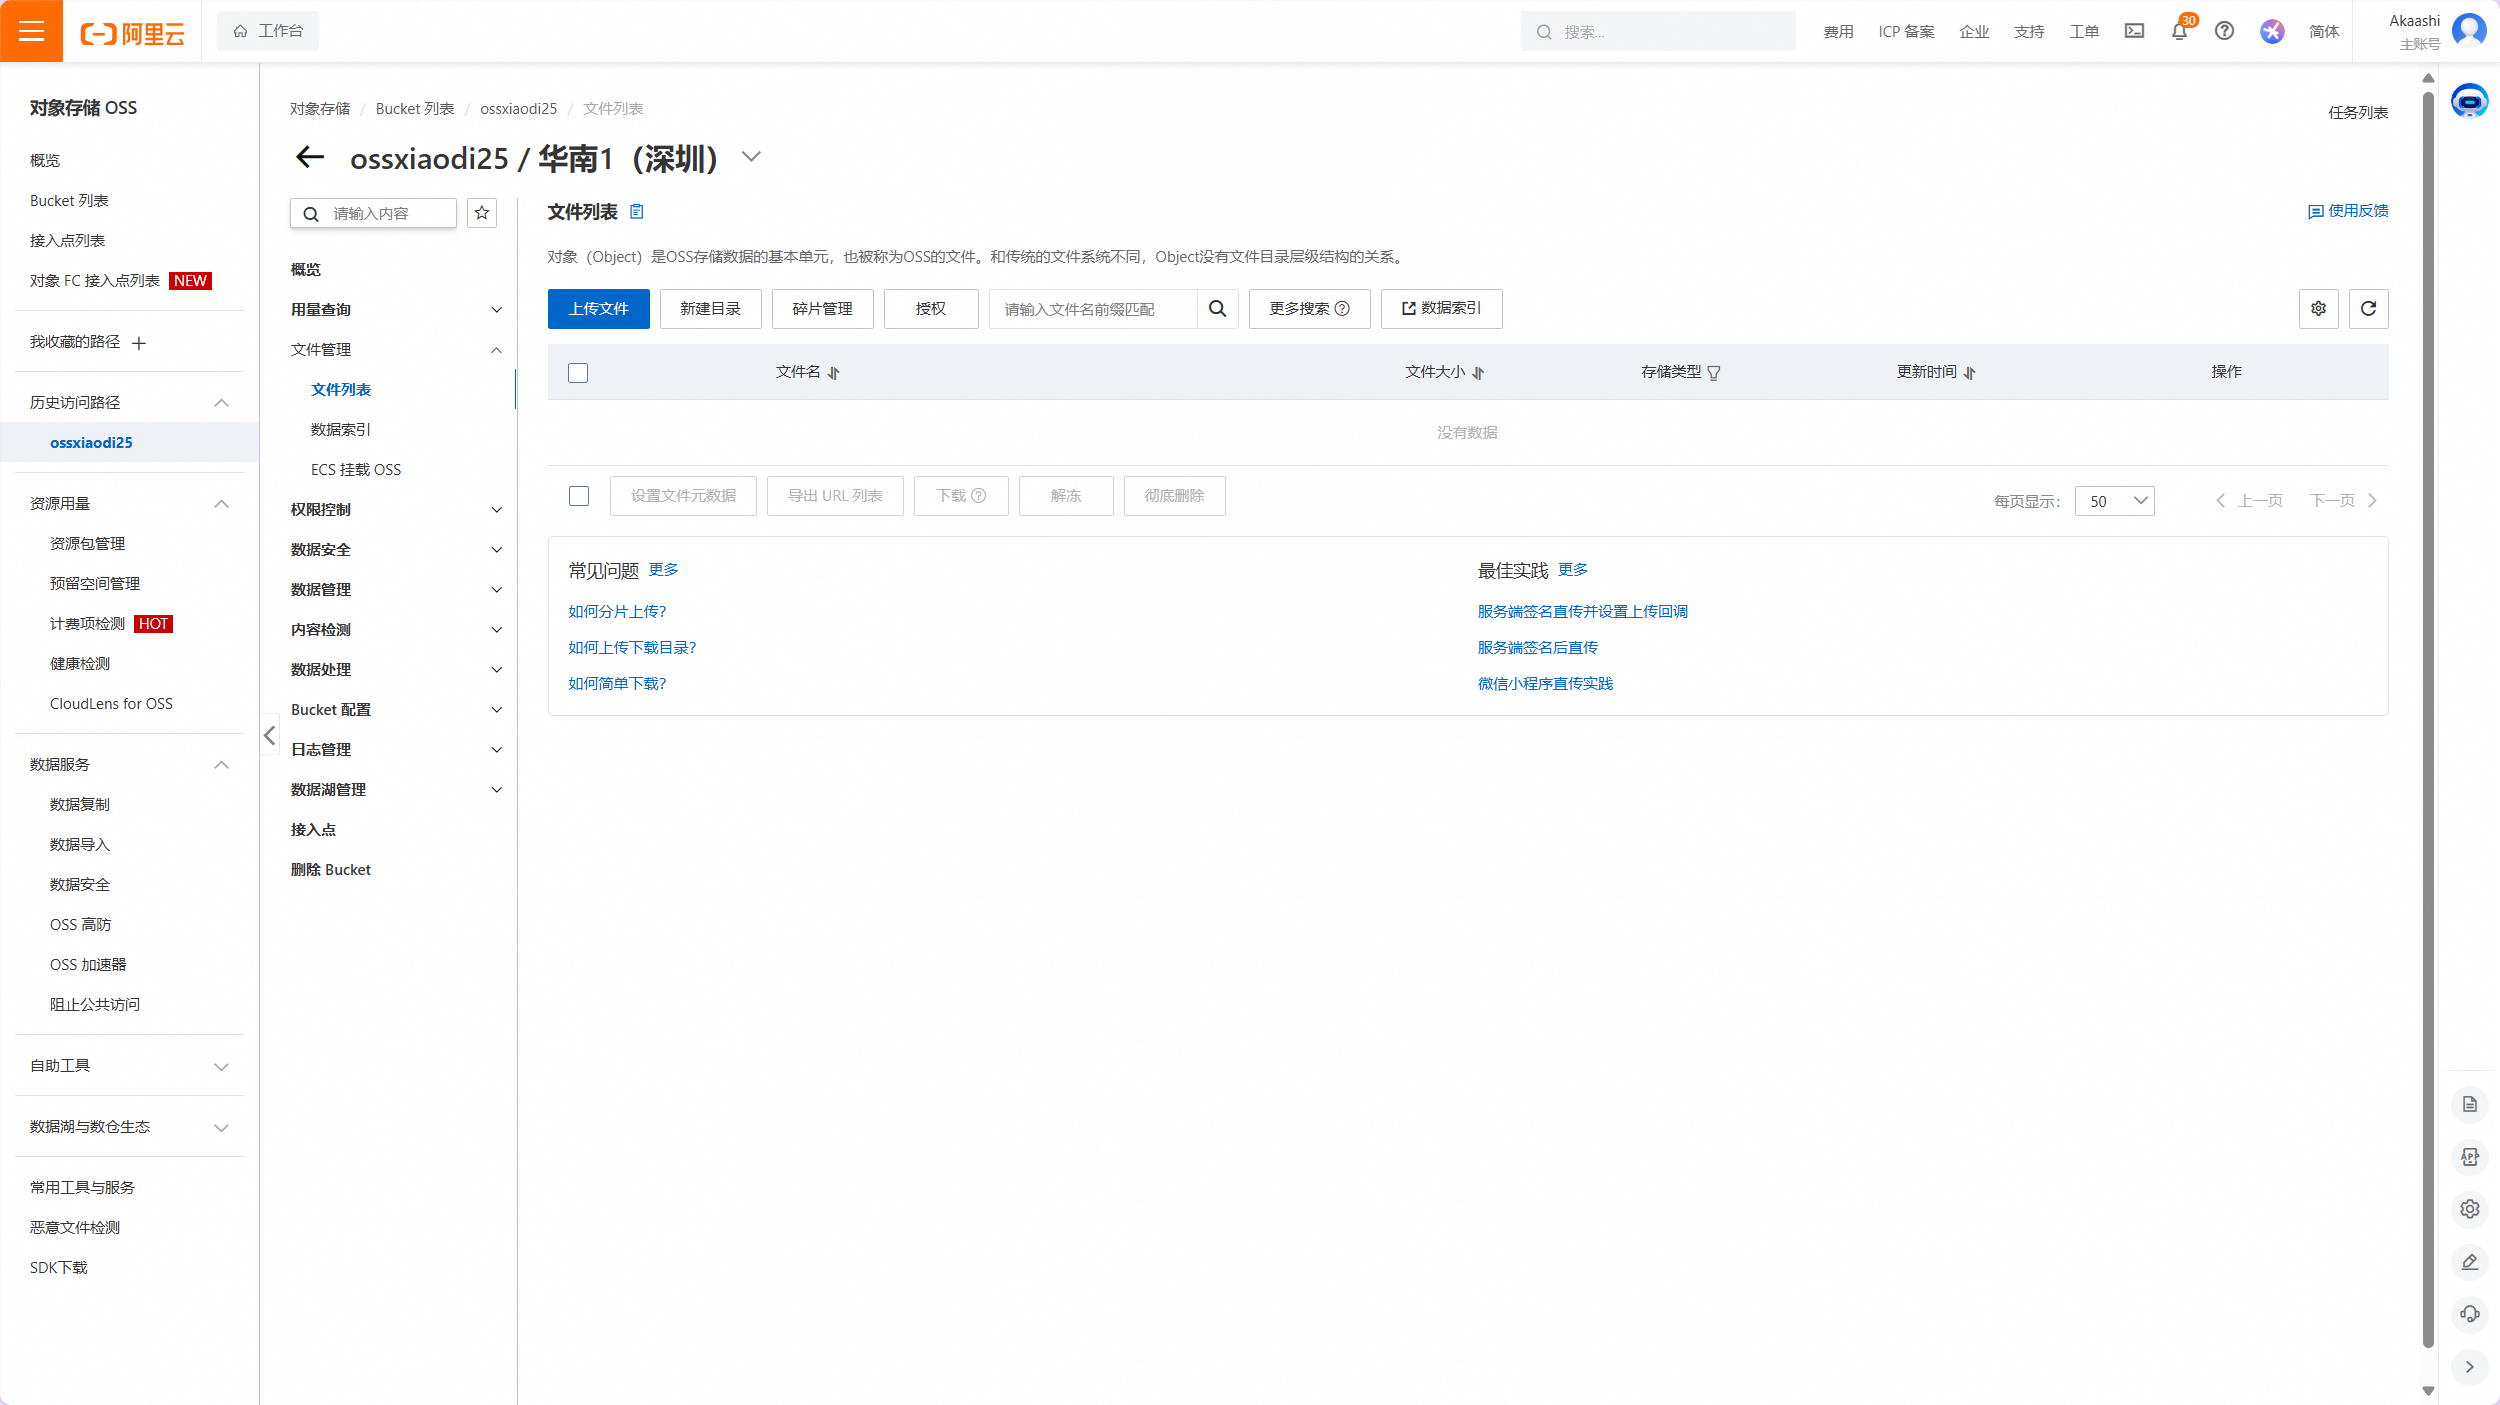 阿里云
工作台
搜索...
费用
ICP 备案
企业
支持
工单
30
简体
Akaashi
主账号
对象存储 OSS
概览
Bucket 列表
接入点列表
对象 FC 接入点列表 NEW
我收藏的路径
历史访问路径
ossxiaodi25
资源用量
资源包管理
预留空间管理
计费项检测 HOT
健康检测
CloudLens for OSS
数据服务
数据复制
数据导入
数据安全
OSS 高防
OSS 加速器
阻止公共访问
自助工具
数据湖与数仓生态
常用工具与服务
恶意文件检测
SDK下载
对象存储 / Bucket 列表 / ossxiaodi25 / 文件列表
任务列表
ossxiaodi25 / 华南1（深圳）
请输入内容
概览
用量查询
文件管理
文件列表
数据索引
ECS 挂载 OSS
权限控制
数据安全
数据管理
内容检测
数据处理
Bucket 配置
日志管理
数据湖管理
接入点
删除 Bucket
文件列表
使用反馈
对象（Object）是OSS存储数据的基本单元，也被称为OSS的文件。和传统的文件系统不同，Object没有文件目录层级结构的关系。
上传文件
新建目录
碎片管理
授权
请输入文件名前缀匹配
更多搜索
数据索引
文件名
文件大小
存储类型
更新时间
操作
没有数据
设置文件元数据
导出 URL 列表
下载
解冻
彻底删除
每页显示：
50
上一页
下一页
常见问题 更多
如何分片上传?
如何上传下载目录?
如何简单下载?
最佳实践 更多
服务端签名直传并设置上传回调
服务端签名后直传
微信小程序直传实践
APP